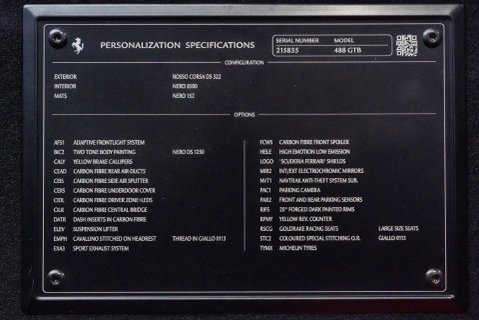 PERSONALIZATION SPECIFICATIONS
SERIAL NUMBER MODEL
215835 488 GTB
CONFIGURATION
EXTERIOR ROSSO CORSA DS 322
INTERIOR NERO 8500
MATS NERO 152
OPTIONS
AFS1 ADAPTIVE FRONTLIGHT SYSTEM
BIC2 TWO TONE BODY PAINTING NERO DS 1250
CALY YELLOW BRAKE CALLIPERS
CEAD CARBON FIBRE REAR AIR-DUCTS
CEIS CARBON FIBRE SIDE AIR SPLITTER
CEXS CARBON FIBRE UNDERDOOR COVER
CIDL CARBON FIBRE DRIVER ZONE+LEDS
CILR CARBON FIBRE CENTRAL BRIDGE
DATR DASH INSERTS IN CARBON FIBRE
ELEV SUSPENSION LIFTER
EMPH CAVALLINO STITCHED ON HEADREST THREAD IN GIALLO 0113
EXA3 SPORT EXHAUST SYSTEM
FCWS CARBON FIBRE FRONT SPOILER
HELE HIGH EMOTION LOW EMISSION
LOGO "SCUDERIA FERRARI" SHIELDS
MIR2 INT/EXT ELECTROCHROMIC MIRRORS
NVT1 NAVTRAK ANTI-THEFT SYSTEM SUB.
PAC1 PARKING CAMERA
PAR2 FRONT AND REAR PARKING SENSORS
RIF5 20" FORGED DARK PAINTED RIMS
RPMY YELLOW REV. COUNTER
RSCG GOLDRAKE RACING SEATS LARGE SIZE SEATS
STC2 COLOURED SPECIAL STITCHING O.R. GIALLO 0113
TYNX MICHELIN TYRES